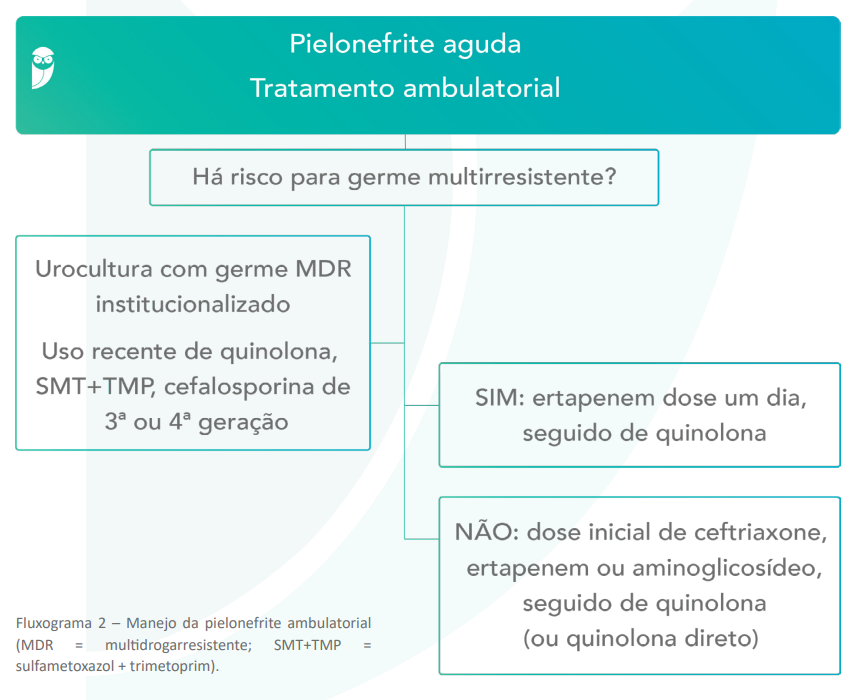 Pielonefrite aguda
Tratamento ambulatorial
Há risco para germe multirresistente?
Urocultura com germe MDR
institucionalizado
Uso recente de quinolona,
SMT+TMP, cefalosporina de
3ª ou 4ª geração
SIM: ertapenem dose um dia,
seguido de quinolona
NÃO: dose inicial de ceftriaxone,
ertapenem ou aminoglicosídeo,
seguido de quinolona
(ou quinolona direto)
Fluxograma 2 – Manejo da pielonefrite ambulatorial
(MDR = multidrogarresistente; SMT+TMP =
sulfametoxazol + trimetoprim).